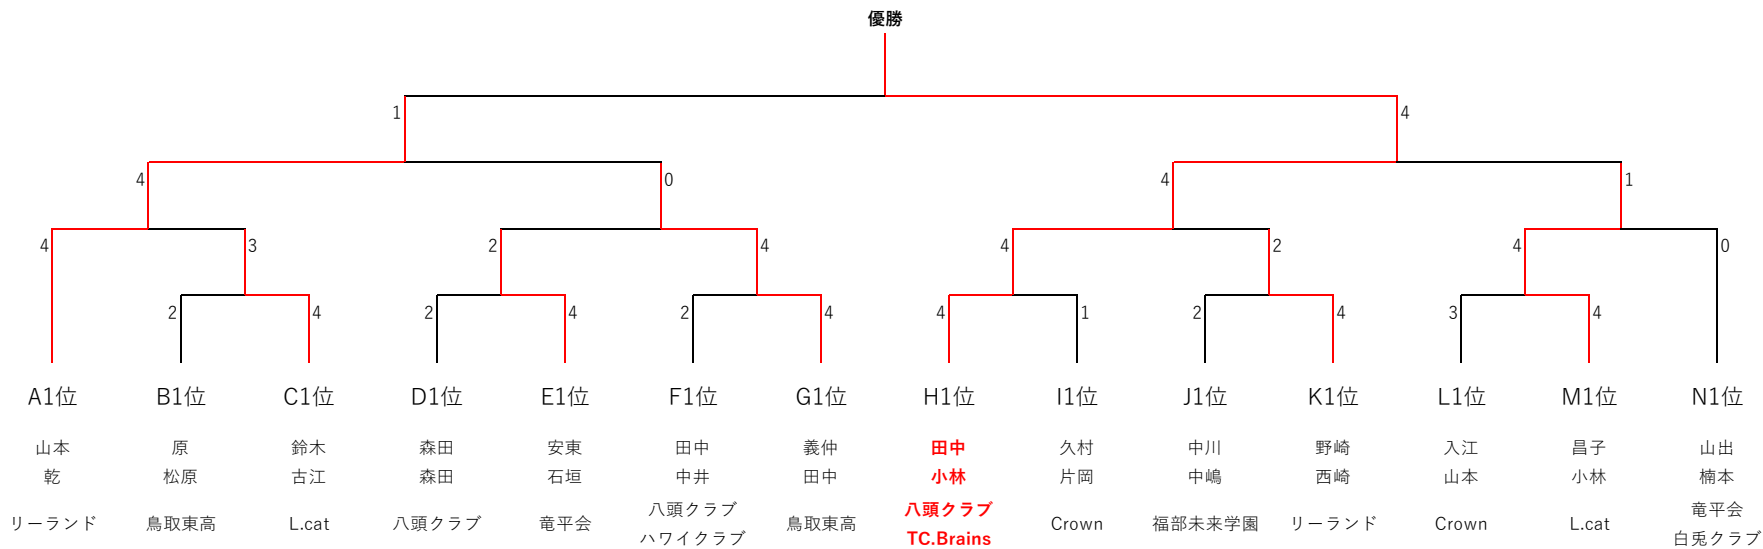 優勝
1 4
4 0 4 1
4 3 2 4 4 2 4 0
2 4 2 4 2 4 4 1 2 4 3 4
A1位 B1位 C1位 D1位 E1位 F1位 G1位 H1位 I1位 J1位 K1位 L1位 M1位 N1位
山本 原 鈴木 森田 安東 田中 義仲 田中 久村 中川 野崎 入江 昌子 山出
乾 松原 古江 森田 石垣 中井 田中 小林 片岡 中嶋 西崎 山本 小林 楠本
八頭クラブ 八頭クラブ 竜平会
リーランド 鳥取東高 L.cat 八頭クラブ 竜平会 鳥取東高 Crown 福部未来学園 リーランド Crown L.cat
ハワイクラブ TC.Brains 白兎クラブ